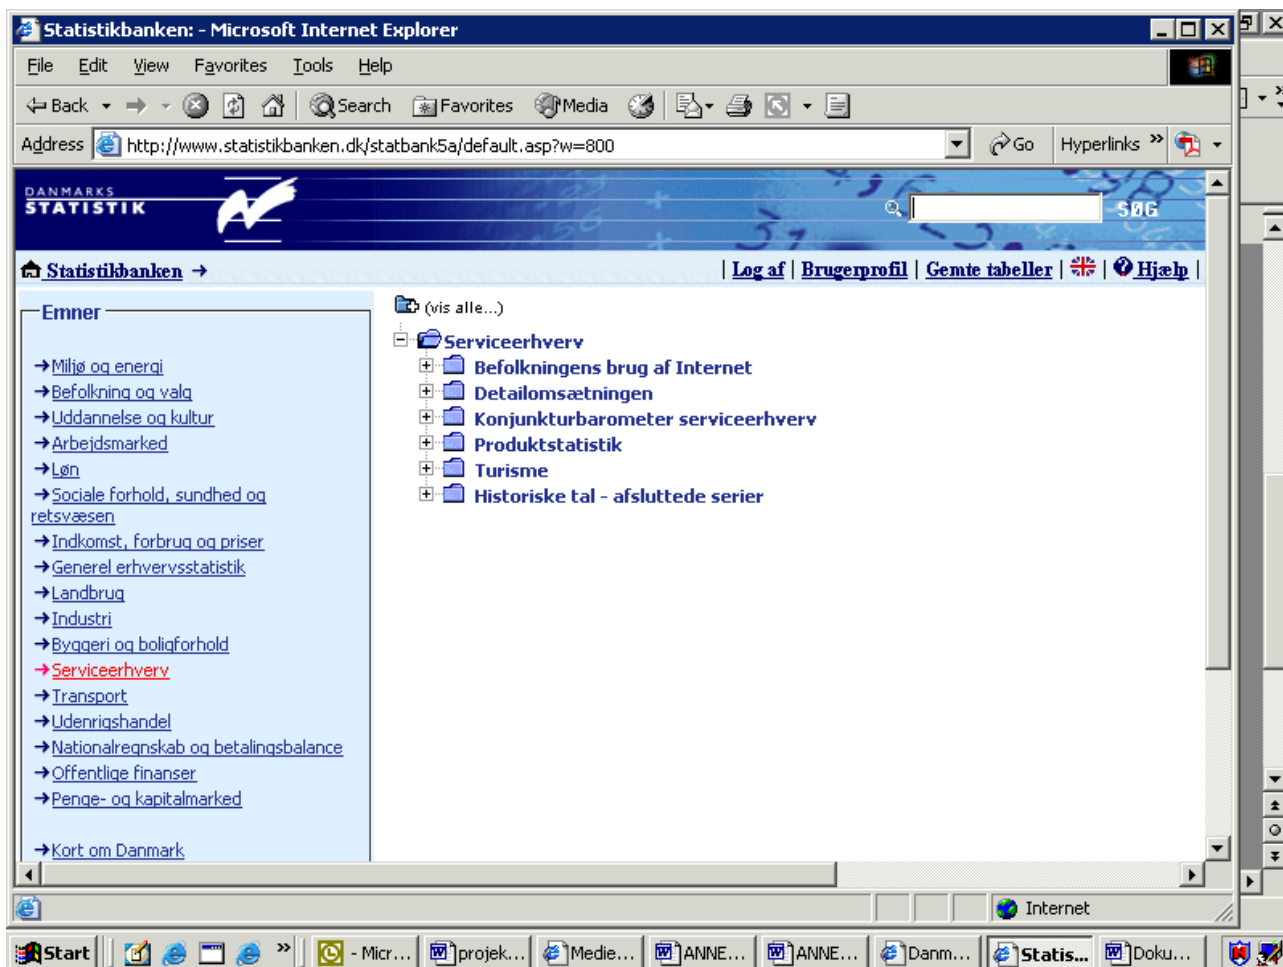 Statistikbanken: - Microsoft Internet Explorer
File Edit View Favorites Tools Help
Back Search Favorites Media
Address http://www.statistikbanken.dk/statbank5a/default.asp?w=800 Go Hyperlinks »
DANMARKS
STATISTIK
SØG
Statistikbanken → | Log af | Brugerprofil | Gemte tabeller | | Hjælp |
Emner
→Miljø og energi
→Befolkning og valg
→Uddannelse og kultur
→Arbejdsmarked
→Løn
→Sociale forhold, sundhed og
retsvæsen
→Indkomst, forbrug og priser
→Generel erhvervsstatistik
→Landbrug
→Industri
→Byggeri og boligforhold
→Serviceerhverv
→Transport
→Udenrigshandel
→Nationalregnskab og betalingsbalance
→Offentlige finanser
→Penge- og kapitalmarked
→Kort om Danmark
(vis alle...)
Serviceerhverv
Befolkningens brug af Internet
Detailomsætningen
Konjunkturbarometer serviceerhverv
Produktstatistik
Turisme
Historiske tal - afsluttede serier
Internet
Start » - Micr... projek... Medie... ANNE... ANNE... Danm... Statis... Doku...